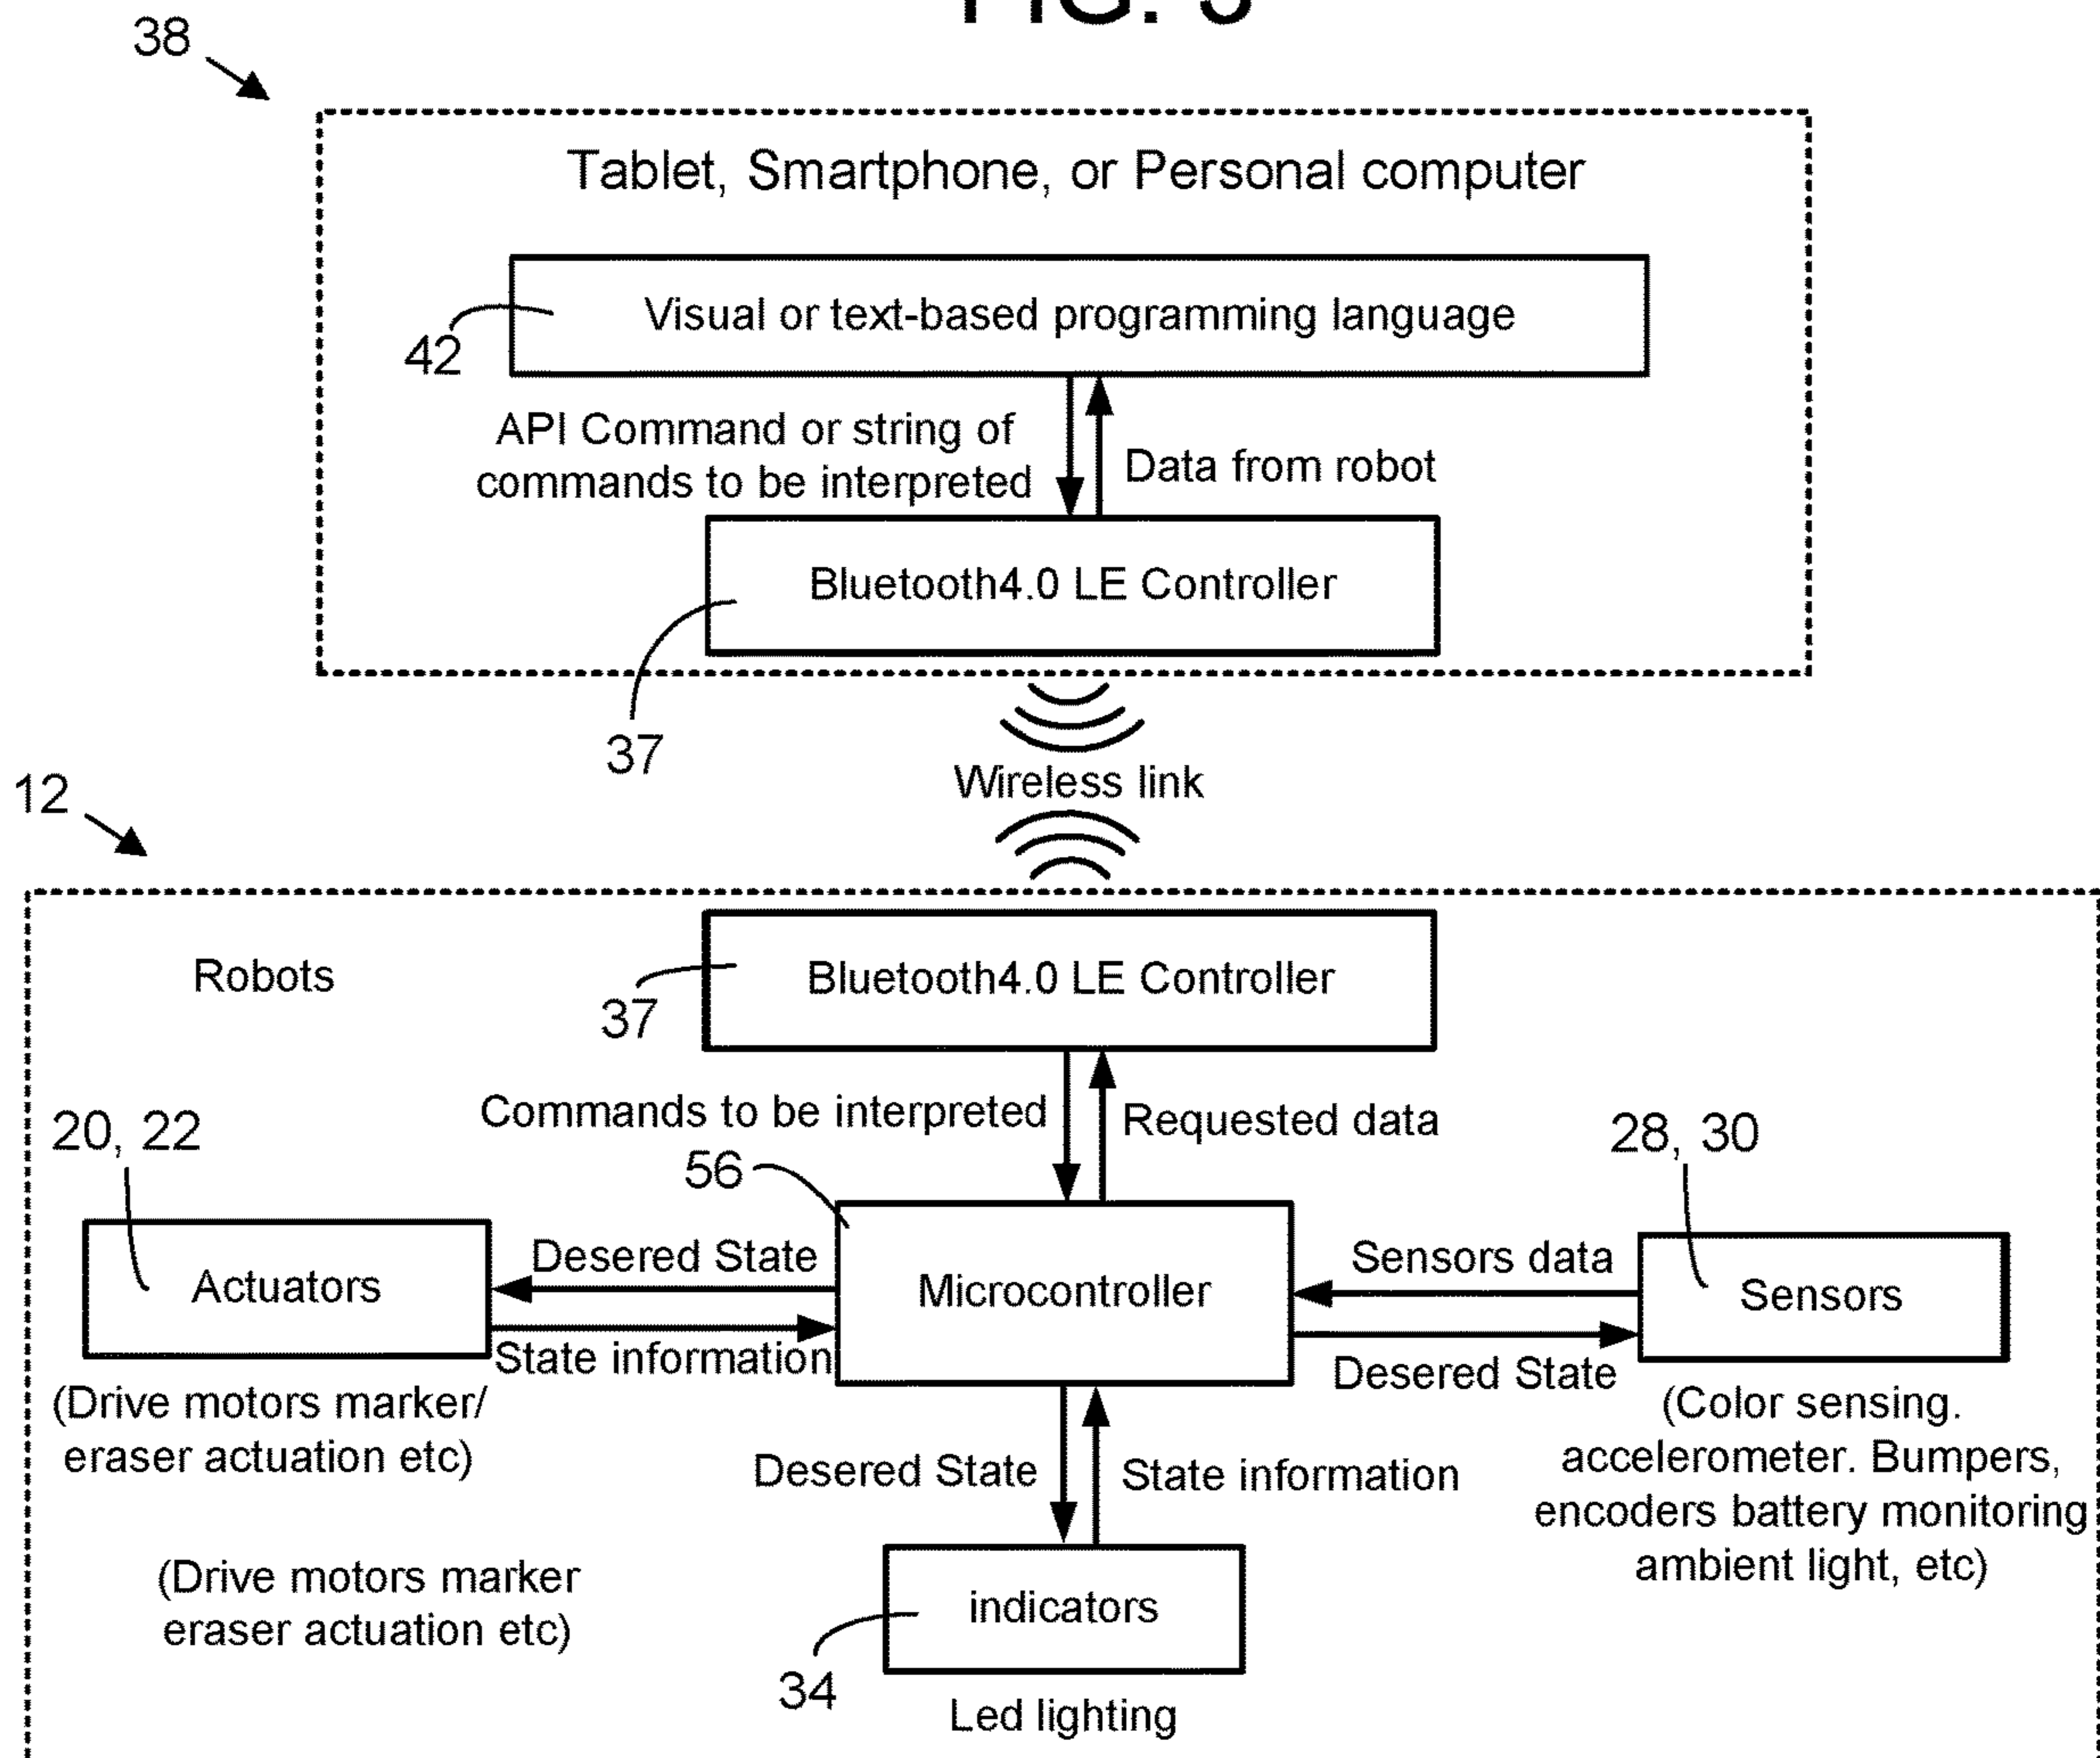 38
Tablet, Smartphone, or Personal computer
Visual or text-based programming language
42
API Command or string of
commands to be interpreted
Data from robot
Bluetooth4.0 LE Controller
37
Wireless link
12
Robots
Bluetooth4.0 LE Controller
37
Commands to be interpreted
Requested data
20, 22
56
28, 30
Actuators
Desered State
State information
Microcontroller
Sensors data
Desered State
Sensors
(Drive motors marker/
eraser actuation etc)
Desered State
State information
(Color sensing.
accelerometer. Bumpers,
encoders battery monitoring
ambient light, etc)
(Drive motors marker
eraser actuation etc)
indicators
34
Led lighting